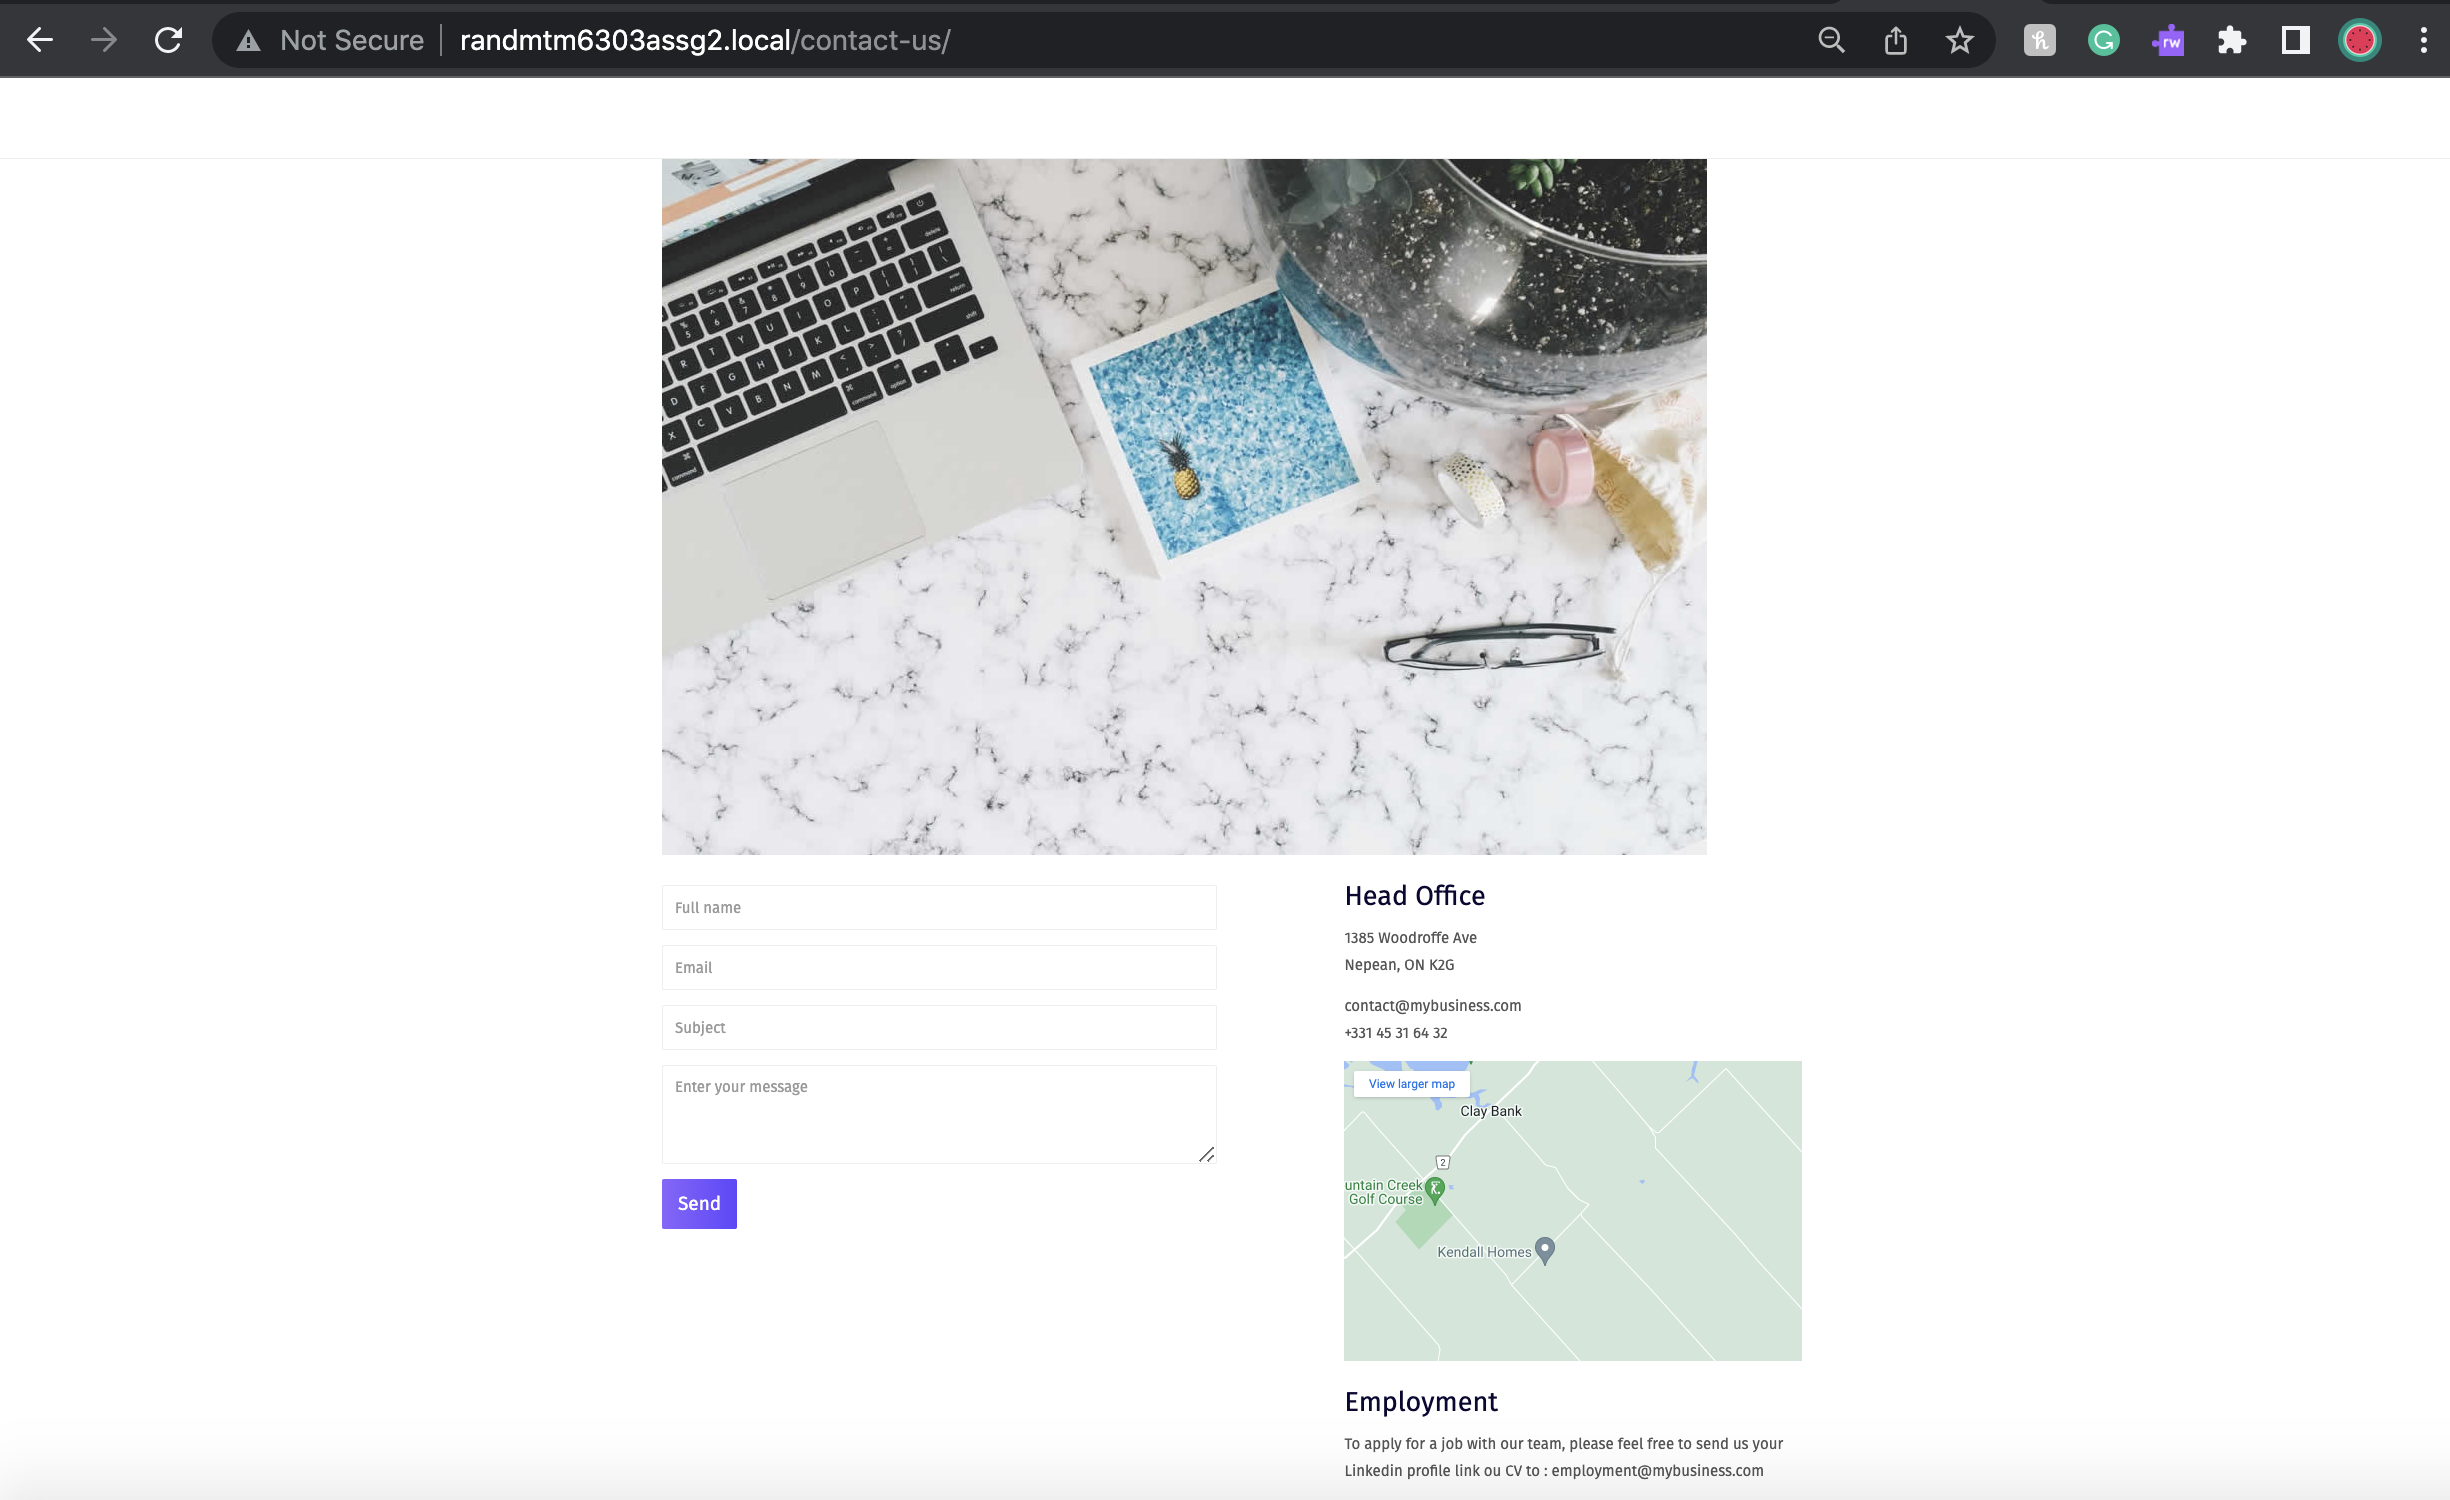 Not Secure
randmtm6303assg2.local/contact-us/
rw
Full name
Email
Subject
Enter your message
Send
Head Office
1385 Woodroffe Ave
Nepean, ON K2G
contact@mybusiness.com
+331 45 31 64 32
View larger map
Clay Bank
2
untain Creek
Golf Course
Kendall Homes
Employment
To apply for a job with our team, please feel free to send us your
Linkedin profile link ou CV to : employment@mybusiness.com